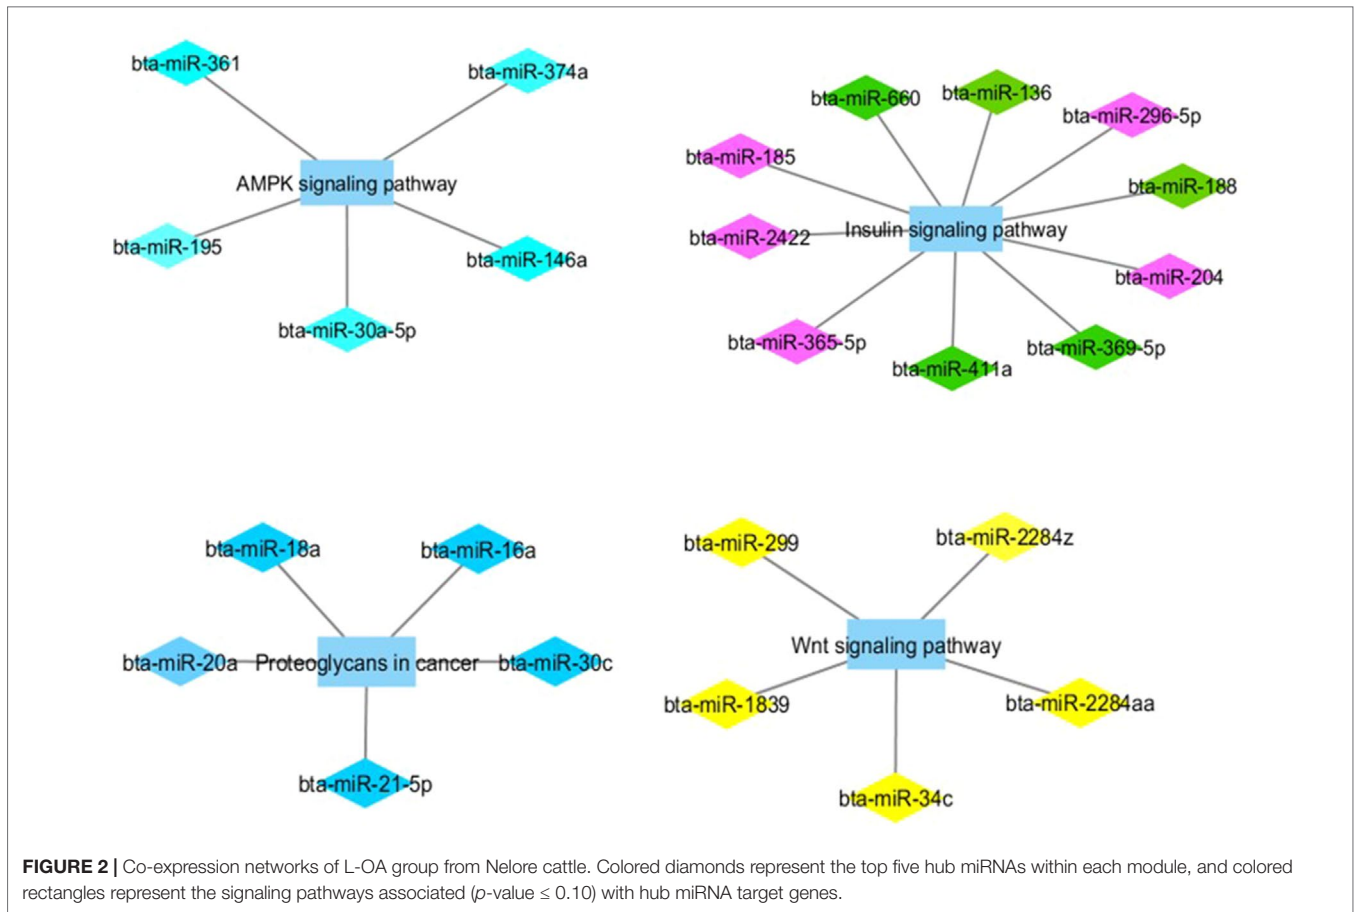 bta-miR-361
bta-miR-374a
AMPK signaling pathway
bta-miR-195
bta-miR-146a
bta-miR-30a-5p
bta-miR-660
bta-miR-136
bta-miR-296-5p
bta-miR-185
bta-miR-188
bta-miR-2422
Insulin signaling pathway
bta-miR-204
bta-miR-365-5p
bta-miR-369-5p
bta-miR-411a
bta-miR-18a
bta-miR-16a
bta-miR-20a
Proteoglycans in cancer
bta-miR-30c
bta-miR-21-5p
bta-miR-299
bta-miR-2284z
Wnt signaling pathway
bta-miR-1839
bta-miR-2284aa
bta-miR-34c
FIGURE 2 | Co-expression networks of L-OA group from Nelore cattle. Colored diamonds represent the top five hub miRNAs within each module, and colored
rectangles represent the signaling pathways associated (p-value ≤ 0.10) with hub miRNA target genes.